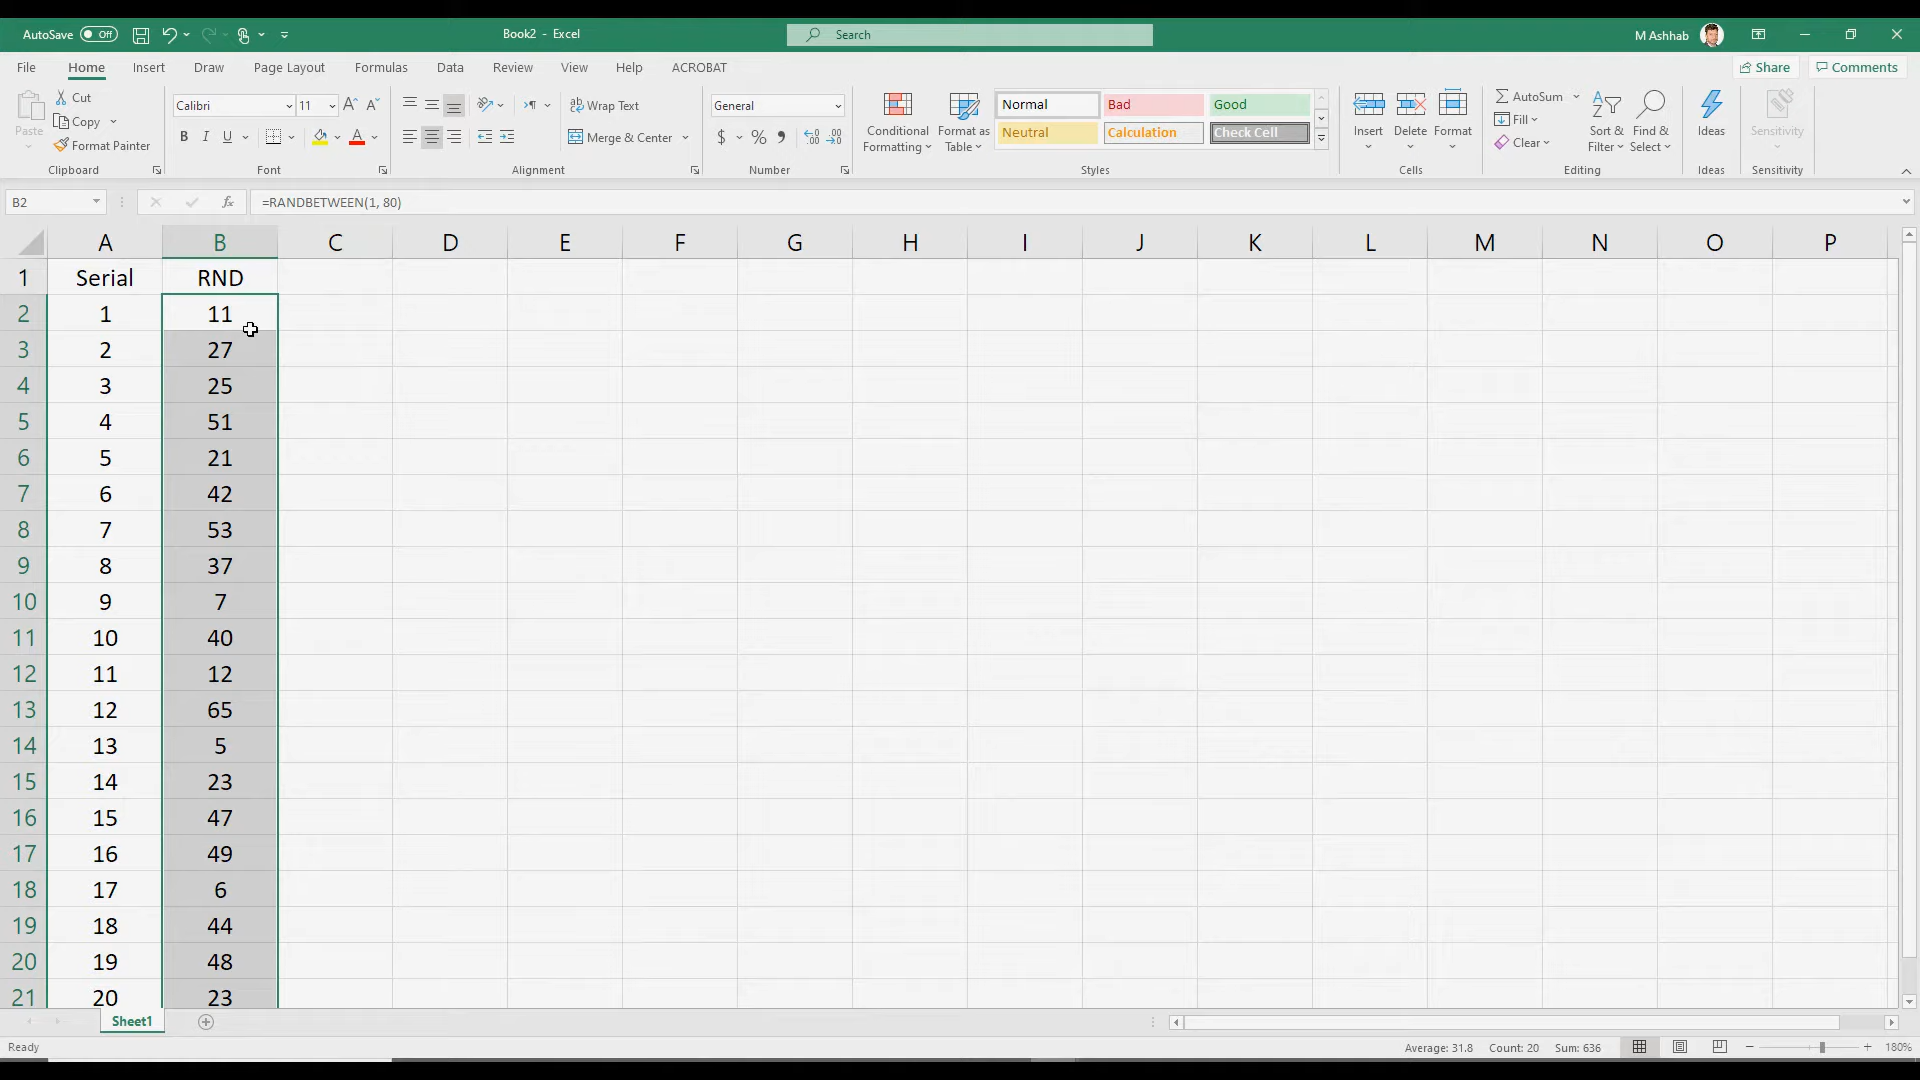 AutoSave Off Book2 - Excel Search M Ashhab
File Home Insert Draw Page Layout Formulas Data Review View Help ACROBAT Share Comments
Paste Cut Copy Format Painter
Calibri 11 B I U
Wrap Text Merge & Center
General $ % 9
Conditional Formatting Format as Table
Normal Bad Good
Neutral Calculation Check Cell
Insert Delete Format
AutoSum Fill Clear Sort & Filter Find & Select
Ideas Sensitivity
Clipboard Font Alignment Number Styles Cells Editing Ideas Sensitivity
B2 fx =RANDBETWEEN(1, 80)
A B C D E F G H I J K L M N O P
1 Serial RND
2 1 11
3 2 27
4 3 25
5 4 51
6 5 21
7 6 42
8 7 53
9 8 37
10 9 7
11 10 40
12 11 12
13 12 65
14 13 5
15 14 23
16 15 47
17 16 49
18 17 6
19 18 44
20 19 48
21 20 23
Sheet1
Ready Average: 31.8 Count: 20 Sum: 636 180%